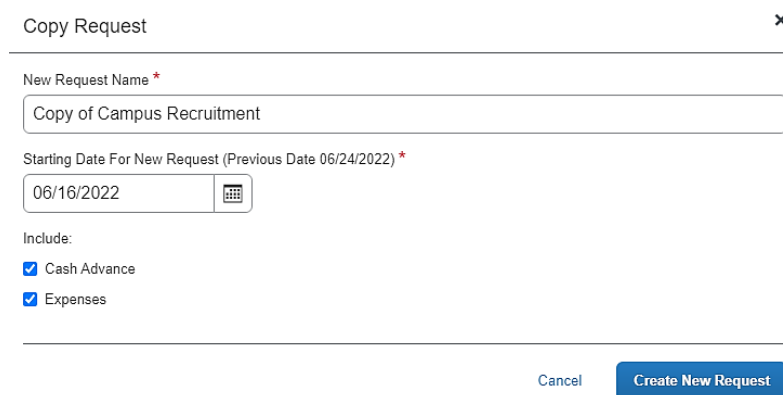 Copy Request
New Request Name *
Copy of Campus Recruitment
Starting Date For New Request (Previous Date 06/24/2022) *
06/16/2022
Include:
Cash Advance
Expenses
Cancel
Create New Request